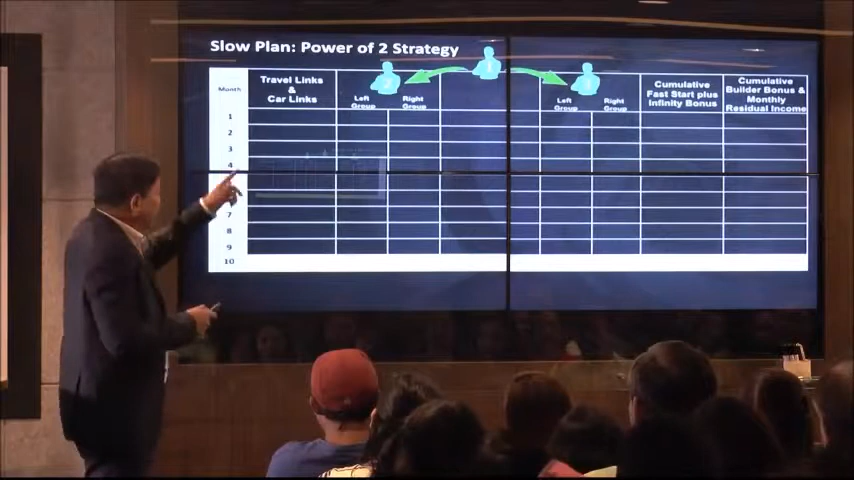 Slow Plan: Power of 2 Strategy
Month
Travel Links
&
Car Links
Left
Group
Right
Group
Left
Group
Right
Group
Cumulative
Fast Start plus
Infinity Bonus
Cumulative
Builder Bonus &
Monthly
Residual Income
1
2
3
4
7
8
9
10